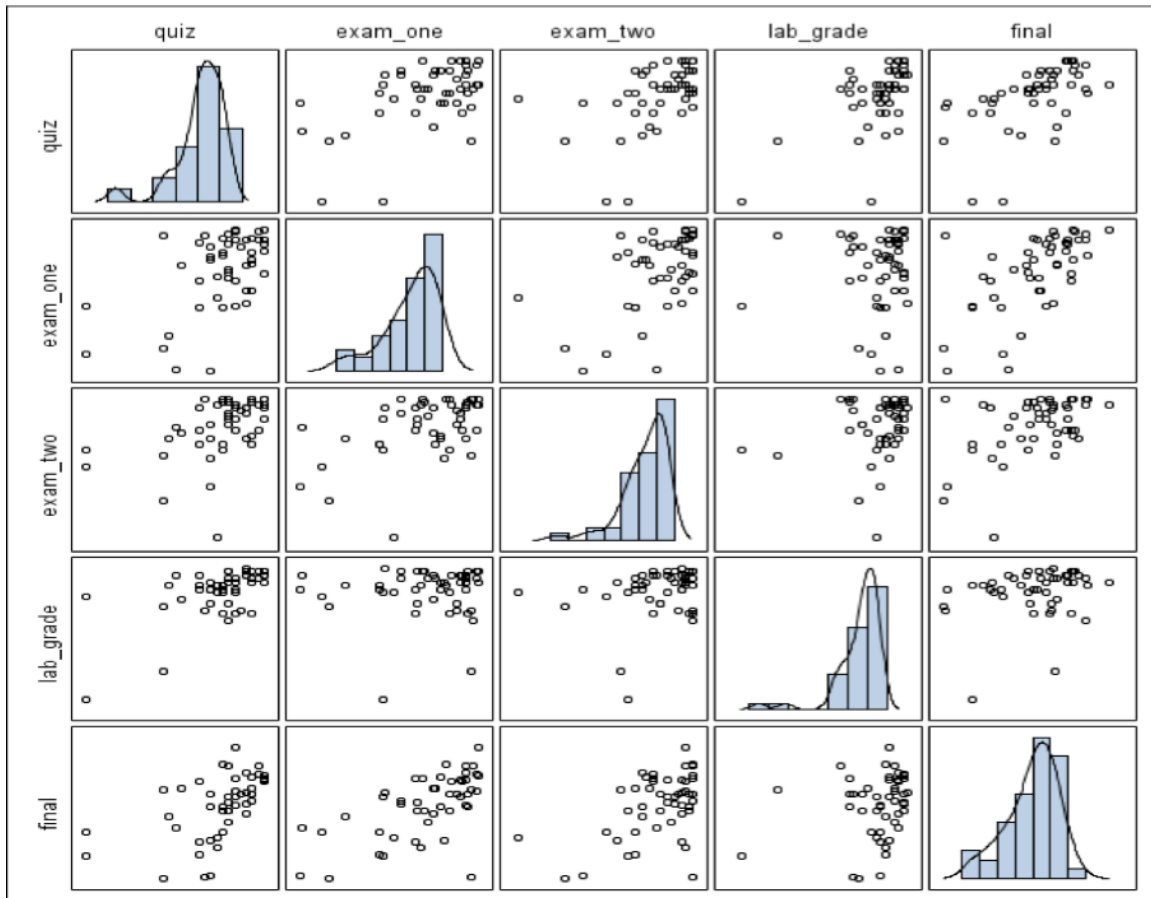 quiz exam_one exam_two lab_grade final
quiz
exam_one
exam_two
lab_grade
final